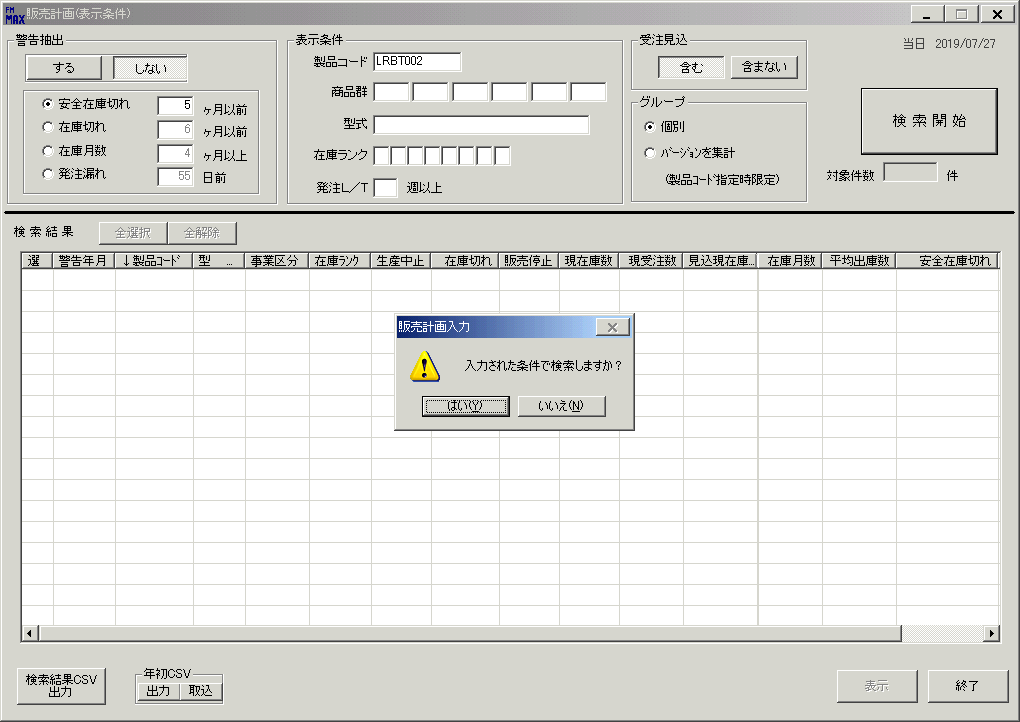 FM MAX 販売計画(表示条件)
警告抽出
する しない
安全在庫切れ 5 ヶ月以前
在庫切れ 6 ヶ月以前
在庫月数 4 ヶ月以上
発注漏れ 55 日前
表示条件
製品コード LRBT002
商品群
型式
在庫ランク
発注L/T 週以上
受注見込
含む 含まない
グループ
個別
バージョンを集計
(製品コード指定時限定)
当日 2019/07/27
検索開始
対象件数 件
検索結果 全選択 全解除
選 警告年月 ↓製品コード 型 ... 事業区分 在庫ランク 生産中止 在庫切れ 販売停止 現在庫数 現受注数 見込現在庫... 在庫月数 平均出庫数 安全在庫切れ
販売計画入力
入力された条件で検索しますか?
はい(Y) いいえ(N)
検索結果CSV
出力
年初CSV
出力 取込
表示 終了